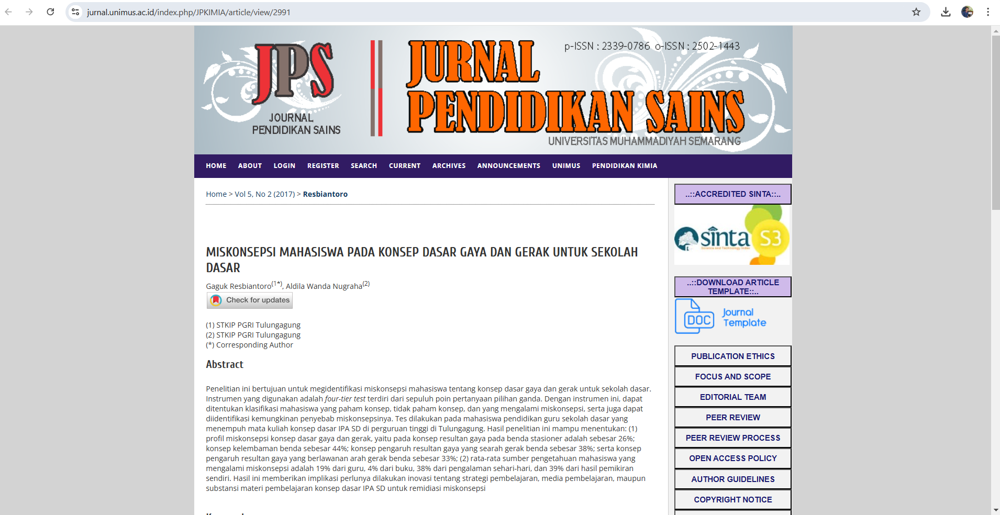 jurnal.unimus.ac.id/index.php/JPKIMIA/article/view/2991
JPS
JOURNAL
PENDIDIKAN SAINS
p-ISSN : 2339-0786 o-ISSN : 2502-1443
JURNAL
PENDIDIKAN SAINS
UNIVERSITAS MUHAMMADIYAH SEMARANG
HOME ABOUT LOGIN REGISTER SEARCH CURRENT ARCHIVES ANNOUNCEMENTS UNIMUS PENDIDIKAN KIMIA
Home > Vol 5, No 2 (2017) > Resbiantoro
MISKONSEPSI MAHASISWA PADA KONSEP DASAR GAYA DAN GERAK UNTUK SEKOLAH
DASAR
Gaguk Resbiantoro(1*), Aldila Wanda Nugraha(2)
Check for updates
(1) STKIP PGRI Tulungagung
(2) STKIP PGRI Tulungagung
(*) Corresponding Author
Abstract
Penelitian ini bertujuan untuk megidentifikasi miskonsepsi mahasiswa tentang konsep dasar gaya dan gerak untuk sekolah dasar.
Instrumen yang digunakan adalah four-tier test terdiri dari sepuluh poin pertanyaan pilihan ganda. Dengan instrumen ini, dapat
ditentukan klasifikasi mahasiswa yang paham konsep, tidak paham konsep, dan yang mengalami miskonsepsi, serta juga dapat
diidentifikasi kemungkinan penyebab miskonsepsinya. Tes dilakukan pada mahasiswa pendidikan guru sekolah dasar yang
menempuh mata kuliah konsep dasar IPA SD di perguruan tinggi di Tulungagung. Hasil penelitian ini mampu menentukan: (1)
profil miskonsepsi konsep dasar gaya dan gerak, yaitu pada konsep resultan gaya pada benda stasioner adalah sebesar 26%;
konsep kelembaman benda sebesar 44%; konsep pengaruh resultan gaya yang searah gerak benda sebesar 38%; serta konsep
pengaruh resultan gaya yang berlawanan arah gerak benda sebesar 33%; (2) rata-rata sumber pengetahuan mahasiswa yang
mengalami miskonsepsi adalah 19% dari guru, 4% dari buku, 38% dari pengalaman sehari-hari, dan 39% dari hasil pemikiran
sendiri. Hasil ini memberikan implikasi perlunya dilakukan inovasi tentang strategi pembelajaran, media pembelajaran, maupun
substansi materi pembelajaran konsep dasar IPA SD untuk remidiasi miskonsepsi
..::ACCREDITED SINTA::..
sinta S3
Science and Technology Index
..::DOWNLOAD ARTICLE
TEMPLATE::..
DOC Journal
Template
PUBLICATION ETHICS
FOCUS AND SCOPE
EDITORIAL TEAM
PEER REVIEW
PEER REVIEW PROCESS
OPEN ACCESS POLICY
AUTHOR GUIDELINES
COPYRIGHT NOTICE